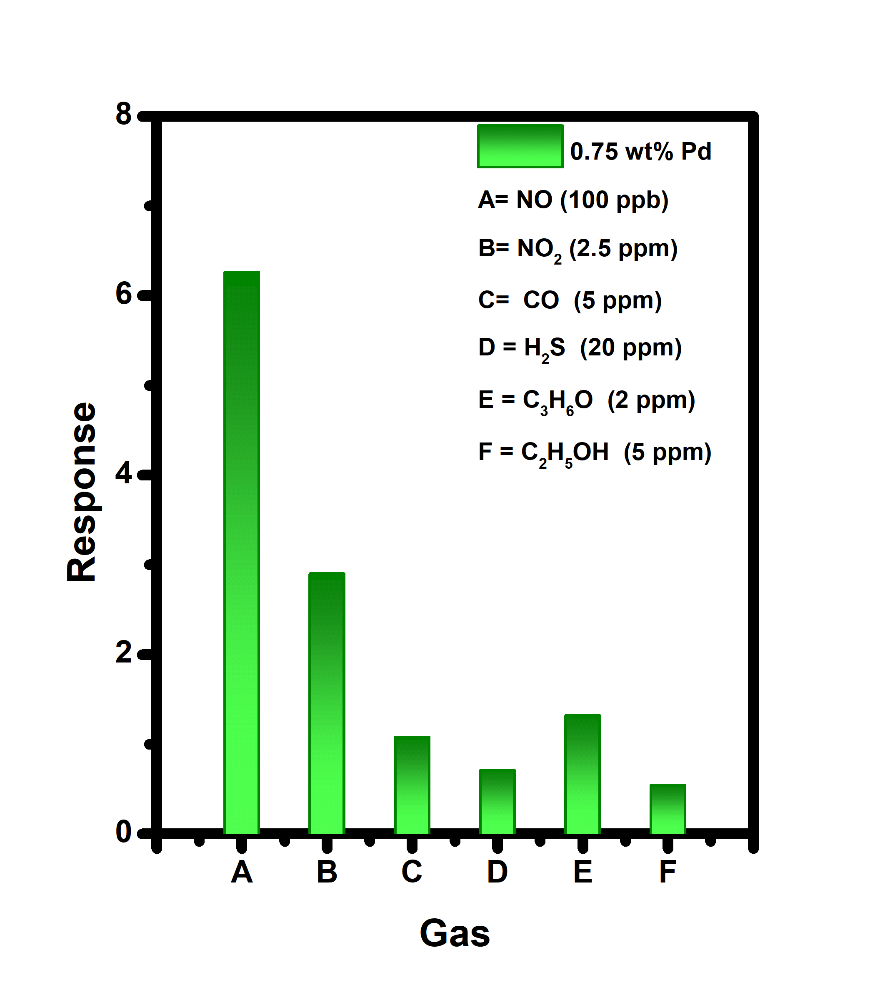 8
6
4
2
0
Response
0.75 wt% Pd
A= NO (100 ppb)
B= NO₂ (2.5 ppm)
C=  CO  (5 ppm)
D = H₂S  (20 ppm)
E = C₃H₆O  (2 ppm)
F = C₂H₅OH  (5 ppm)
A B C D E F
Gas